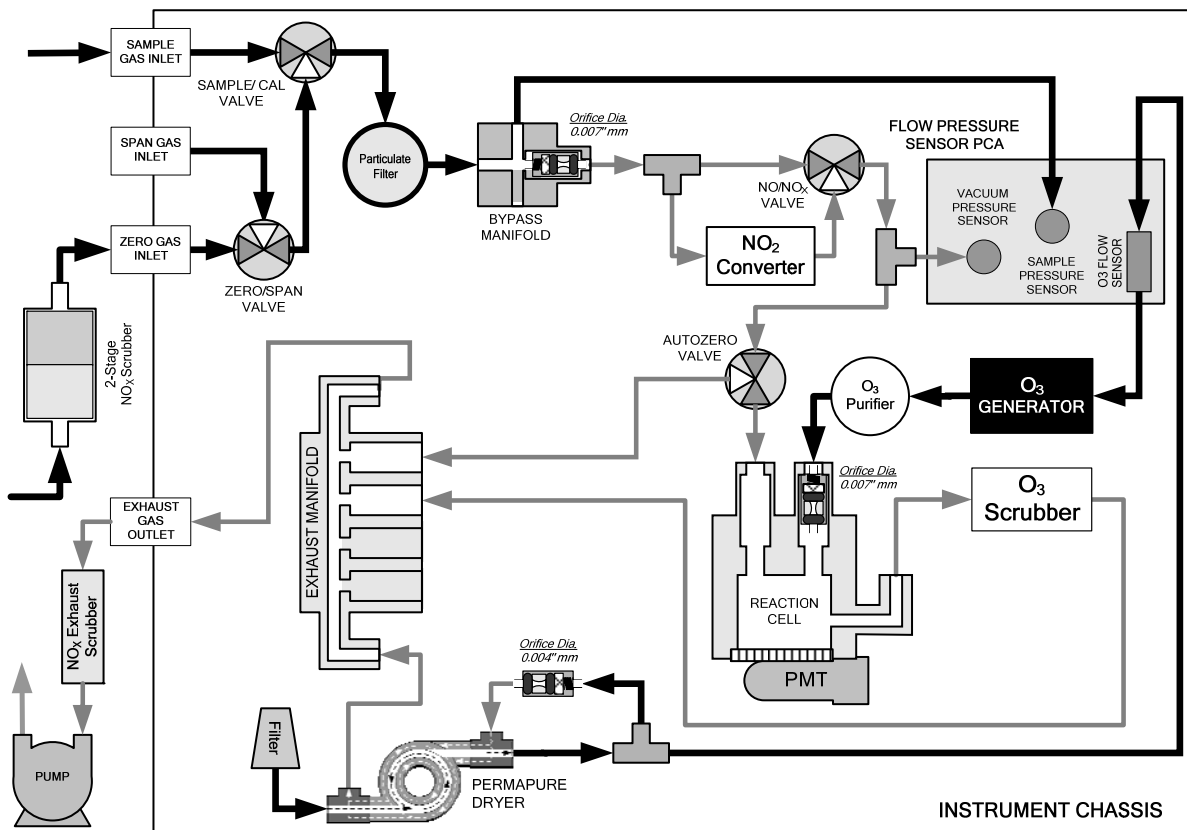 SAMPLE
GAS INLET
SAMPLE/ CAL
VALVE
SPAN GAS
INLET
ZERO GAS
INLET
ZERO/SPAN
VALVE
2-Stage
NOX Scrubber
Particulate
Filter
Orifice Dia.
0.007" mm
BYPASS
MANIFOLD
NO/NOX
VALVE
NO2
Converter
FLOW PRESSURE
SENSOR PCA
VACUUM
PRESSURE
SENSOR
SAMPLE
PRESSURE
SENSOR
O3 FLOW
SENSOR
AUTOZERO
VALVE
O3
Purifier
O3
GENERATOR
Orifice Dia.
0.007" mm
O3
Scrubber
EXHAUST
GAS
OUTLET
EXHAUST MANIFOLD
REACTION
CELL
PMT
NOX Exhaust
Scrubber
PUMP
Orifice Dia.
0.004" mm
Filter
PERMAPURE
DRYER
INSTRUMENT CHASSIS